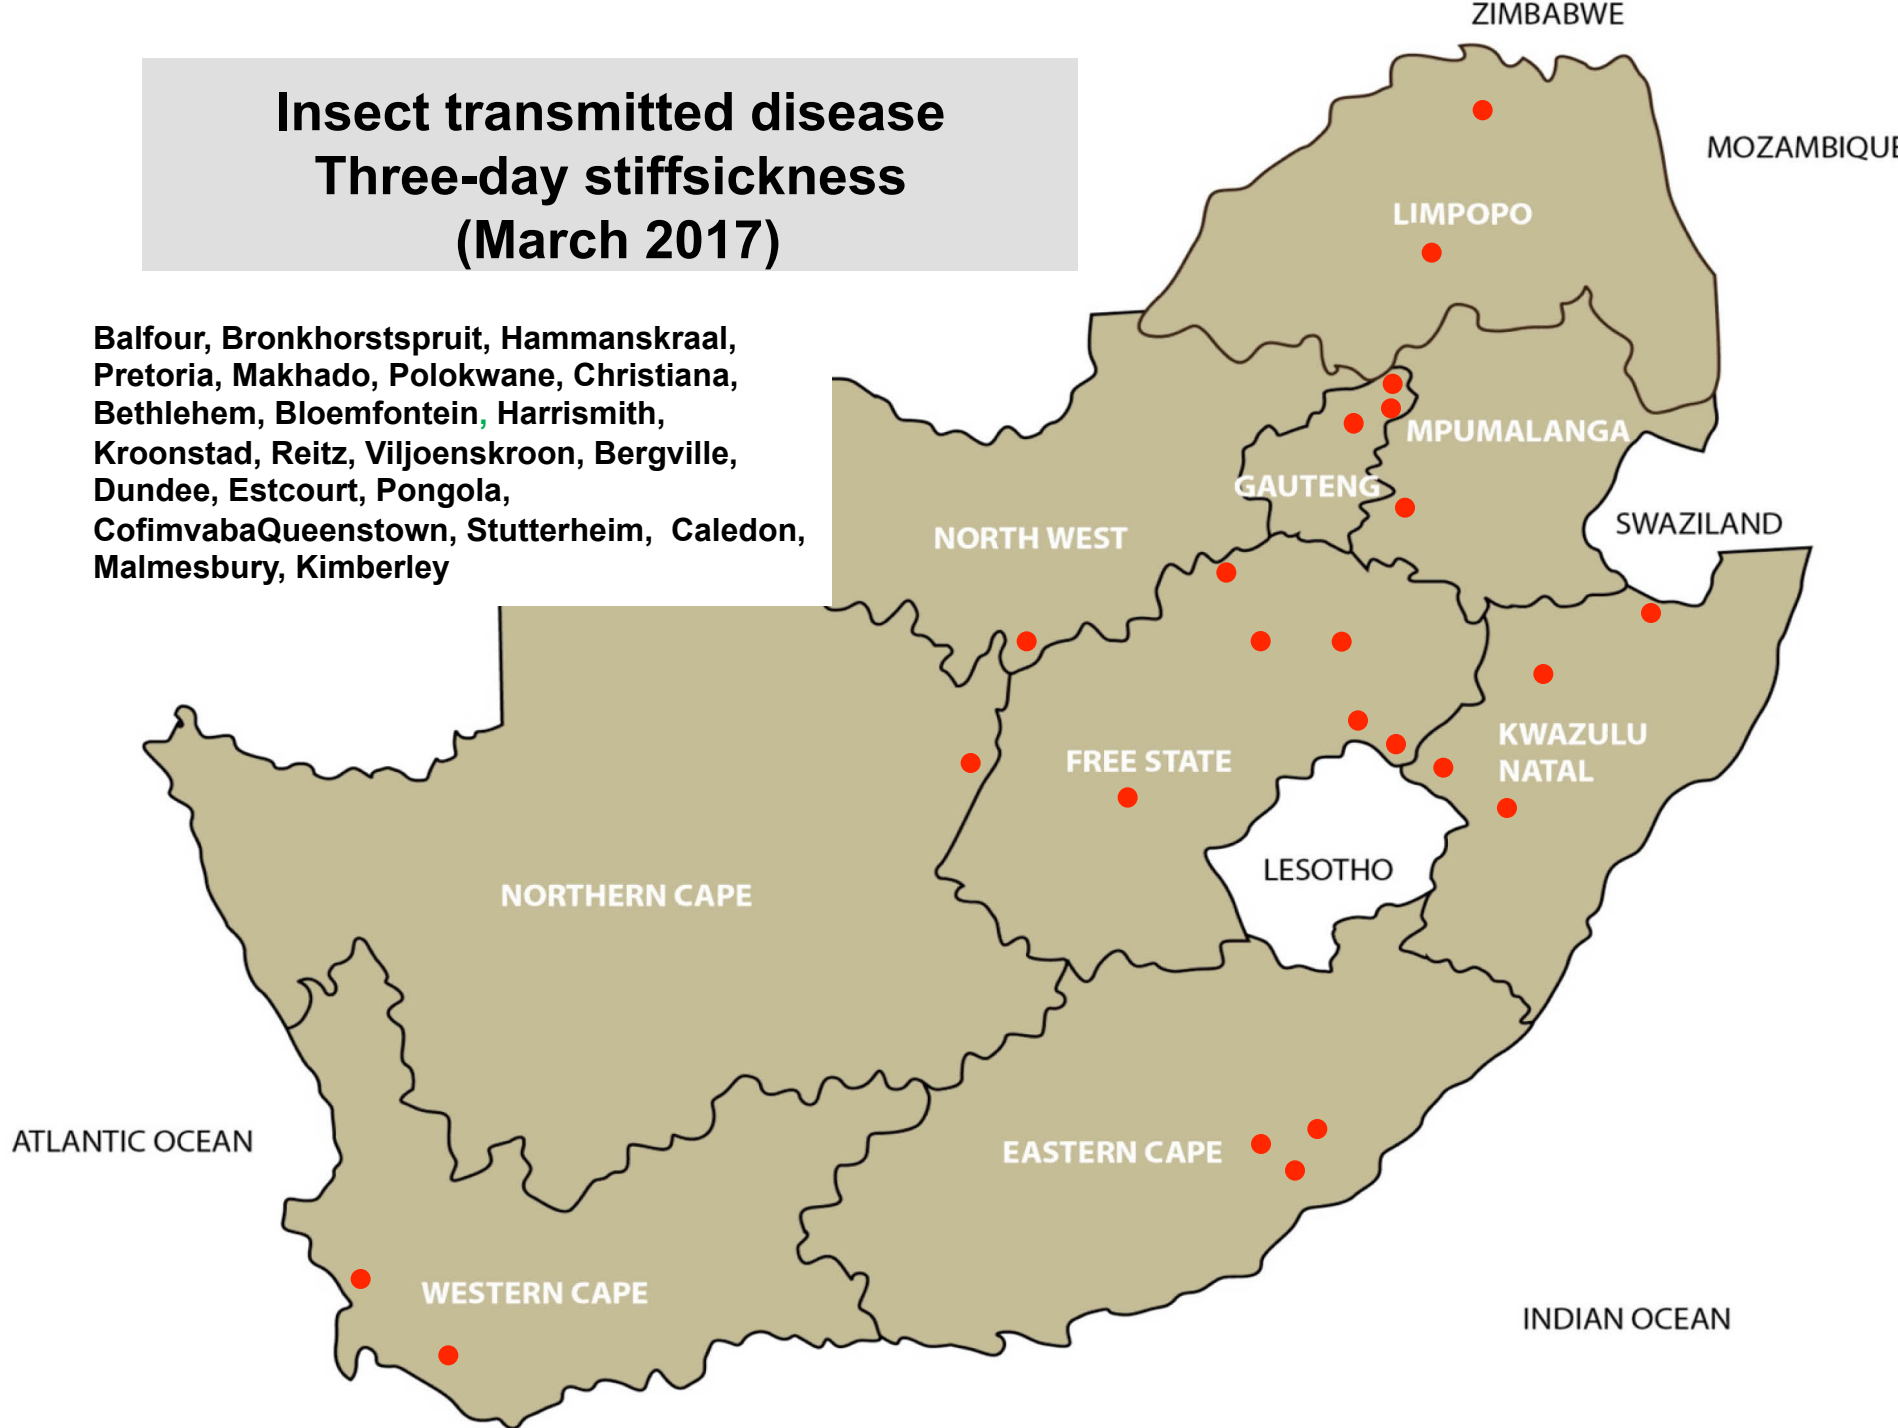 ZIMBABWE
Insect transmitted disease
Three-day stiffsickness
(March 2017)
MOZAMBIQUE
LIMPOPO
Balfour, Bronkhorstspruit, Hammanskraal,
Pretoria, Makhado, Polokwane, Christiana,
Bethlehem, Bloemfontein, Harrismith,
Kroonstad, Reitz, Viljoenskroon, Bergville,
Dundee, Estcourt, Pongola,
CofimvabaQueenstown, Stutterheim, Caledon,
Malmesbury, Kimberley
MPUMALANGA
GAUTENG
NORTH WEST
SWAZILAND
KWAZULU
NATAL
FREE STATE
LESOTHO
NORTHERN CAPE
ATLANTIC OCEAN
EASTERN CAPE
WESTERN CAPE
INDIAN OCEAN